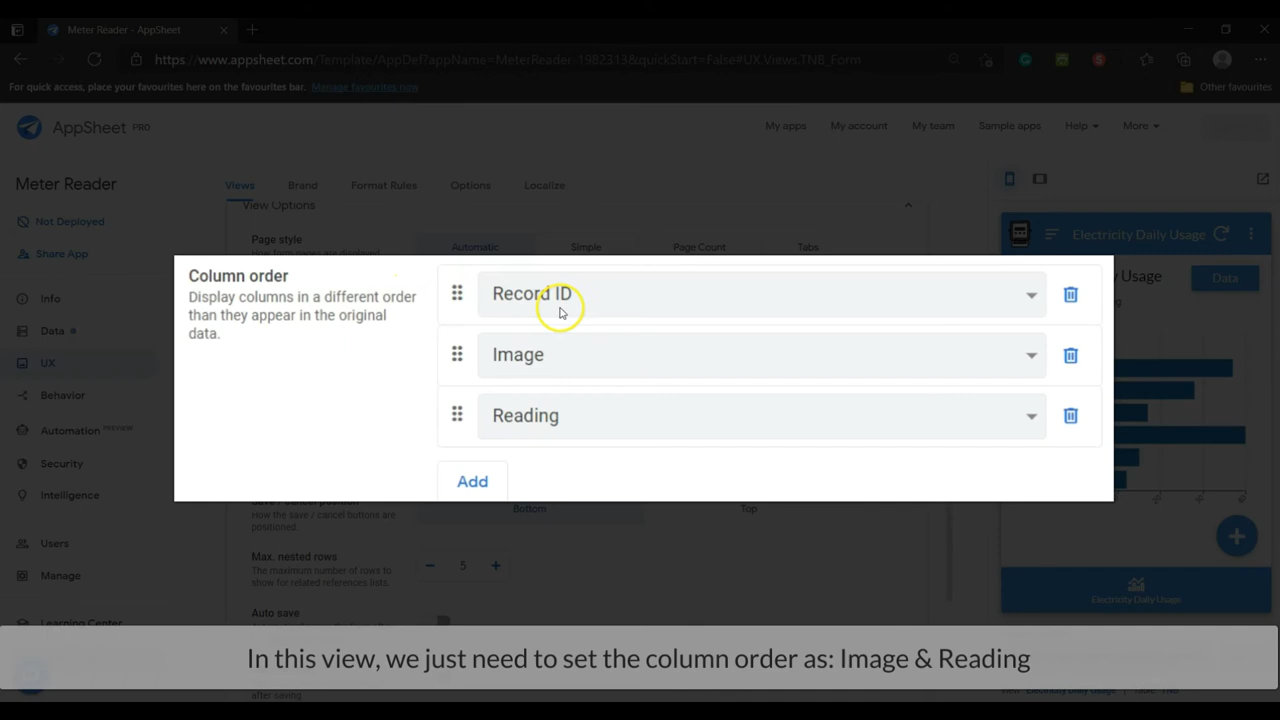 Meter Reader - AppSheet
https://www.appsheet.com/Template/AppDef?appName=MeterReader-1982313&quickStart=False#UX.Views.TNB_Form
For quick access, place your favourites here on the favourites bar. Manage favourites now
Other favourites
AppSheet PRO
My apps
My account
My team
Sample apps
Help
More
Meter Reader
Not Deployed
Share App
Info
Data
UX
Behavior
Automation PREVIEW
Security
Intelligence
Users
Manage
Learning Center
Views
Brand
Format Rules
Options
Localize
View Options
Page style
Automatic
Simple
Page Count
Tabs
Column order
Display columns in a different order
than they appear in the original
data.
Record ID
Image
Reading
Add
How the save / cancel buttons are
positioned
Bottom
Top
Max. nested rows
The maximum number of rows to
show for related references lists.
5
Auto save
after saving
Electricity Daily Usage
Usage
Data
Electricity Daily Usage
In this view, we just need to set the column order as: Image & Reading